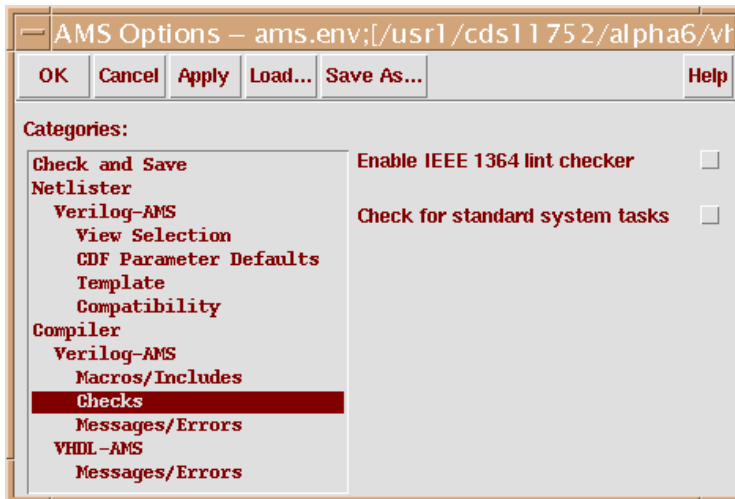 AMS Options – ams.env;[/usr1/cds11752/alpha6/vh
OK Cancel Apply Load... Save As... Help
Categories:
Check and Save
Netlister
Verilog-AMS
View Selection
CDF Parameter Defaults
Template
Compatibility
Compiler
Verilog-AMS
Macros/Includes
Checks
Messages/Errors
VHDL-AMS
Messages/Errors
Enable IEEE 1364 lint checker
Check for standard system tasks